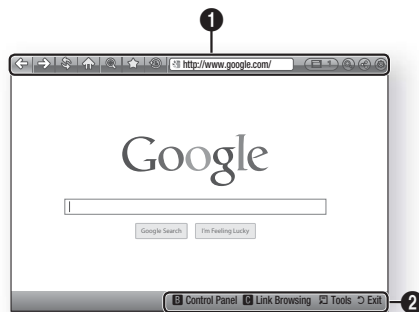 1
http://www.google.com/ 1
Google
Google Search I'm Feeling Lucky
B Control Panel C Link Browsing Tools Exit
2